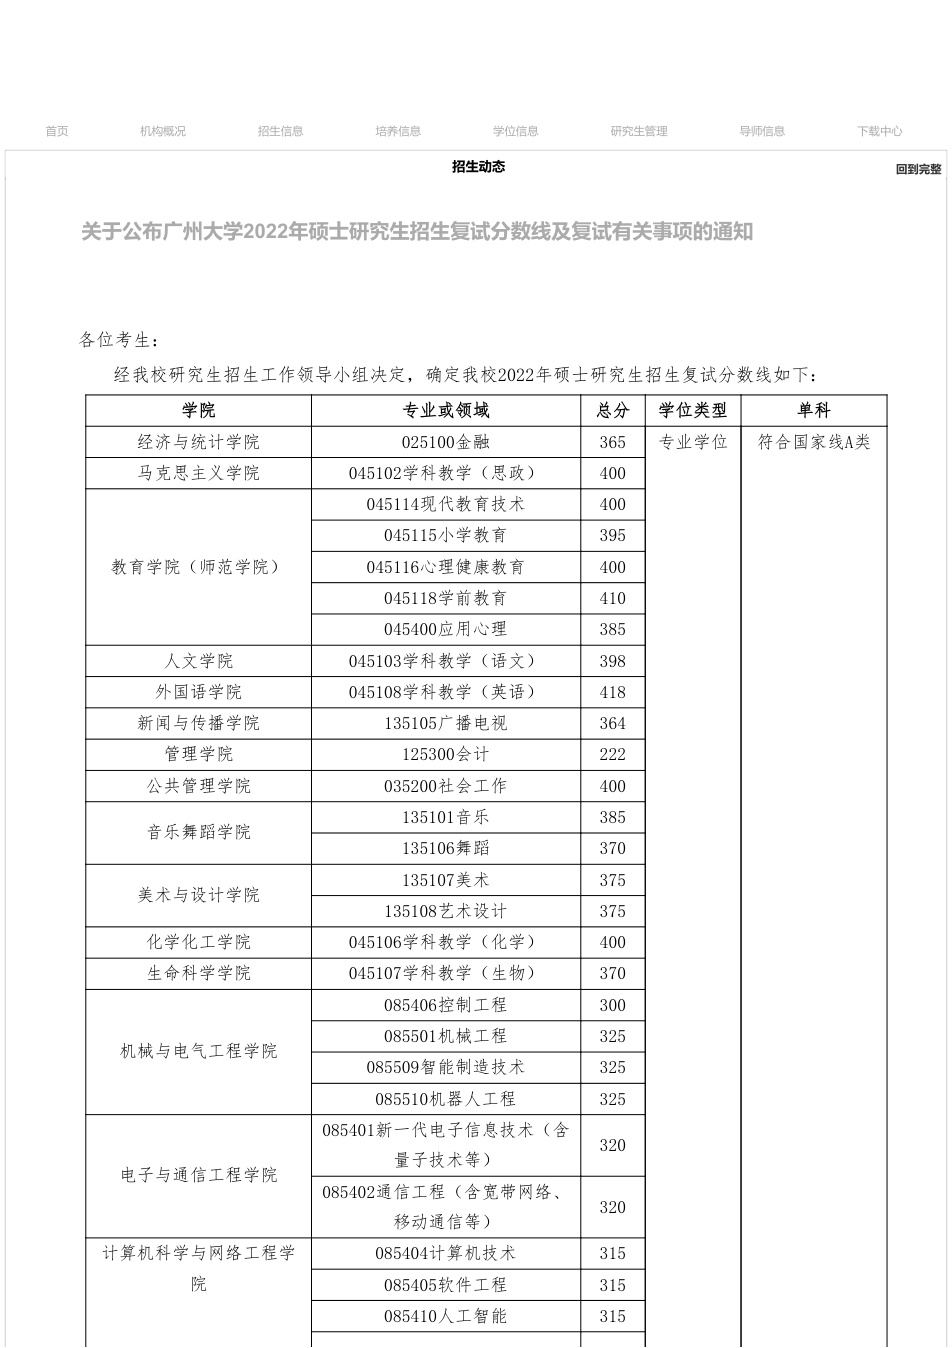 首页 机构概况 招生信息 培养信息 学位信息 研究生管理 导师信息 下载中心
招生动态 回到完整
关于公布广州大学2022年硕士研究生招生复试分数线及复试有关事项的通知
各位考生：
经我校研究生招生工作领导小组决定，确定我校2022年硕士研究生招生复试分数线如下：
学院 专业或领域 总分 学位类型 单科
经济与统计学院 025100金融 365 专业学位 符合国家线A类
马克思主义学院 045102学科教学（思政） 400
045114现代教育技术 400
045115小学教育 395
教育学院（师范学院） 045116心理健康教育 400
045118学前教育 410
045400应用心理 385
人文学院 045103学科教学（语文） 398
外国语学院 045108学科教学（英语） 418
新闻与传播学院 135105广播电视 364
管理学院 125300会计 222
公共管理学院 035200社会工作 400
音乐舞蹈学院 135101音乐 385
135106舞蹈 370
美术与设计学院 135107美术 375
135108艺术设计 375
化学化工学院 045106学科教学（化学） 400
生命科学学院 045107学科教学（生物） 370
机械与电气工程学院 085406控制工程 300
085501机械工程 325
085509智能制造技术 325
085510机器人工程 325
电子与通信工程学院 085401新一代电子信息技术（含
量子技术等） 320
085402通信工程（含宽带网络、
移动通信等） 320
计算机科学与网络工程学 085404计算机技术 315
院 085405软件工程 315
085410人工智能 315